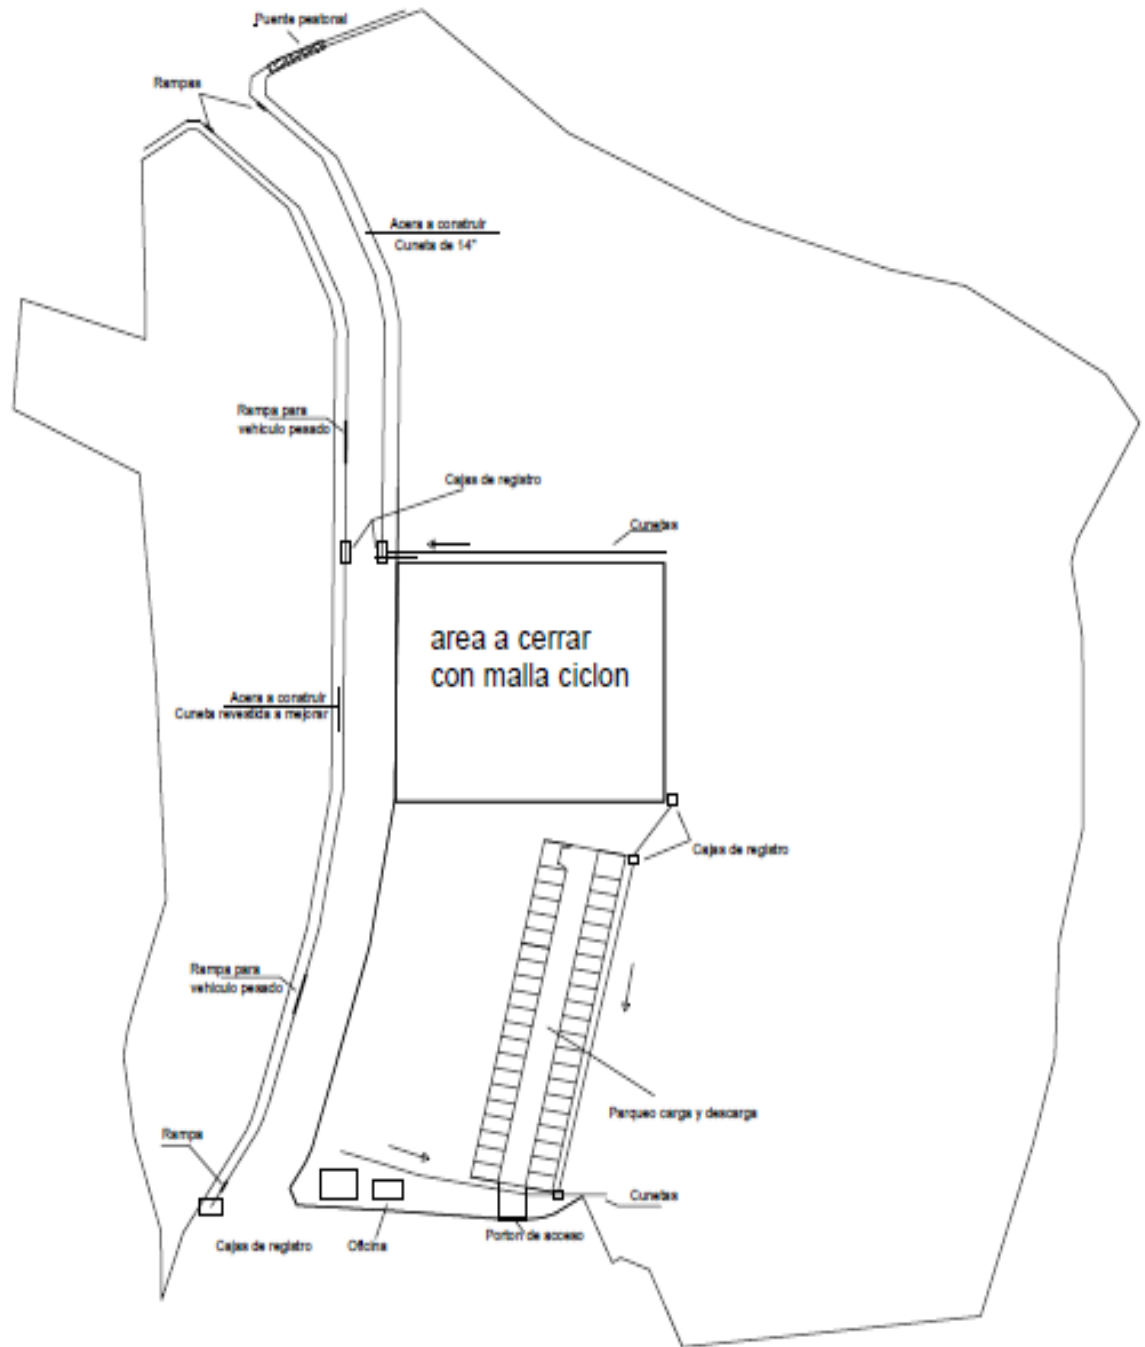 Puente peatonal
Rampas
Acera a construir
Cuneta de 14"
Rampa para
vehiculo pesado
Cajas de registro
Cunetas
area a cerrar
con malla ciclon
Acera a construir
Cuneta revestida a mejorar
Cajas de registro
Rampa para
vehiculo pesado
Parqueo carga y descarga
Rampa
Cunetas
Cajas de registro
Oficina
Porton de acceso